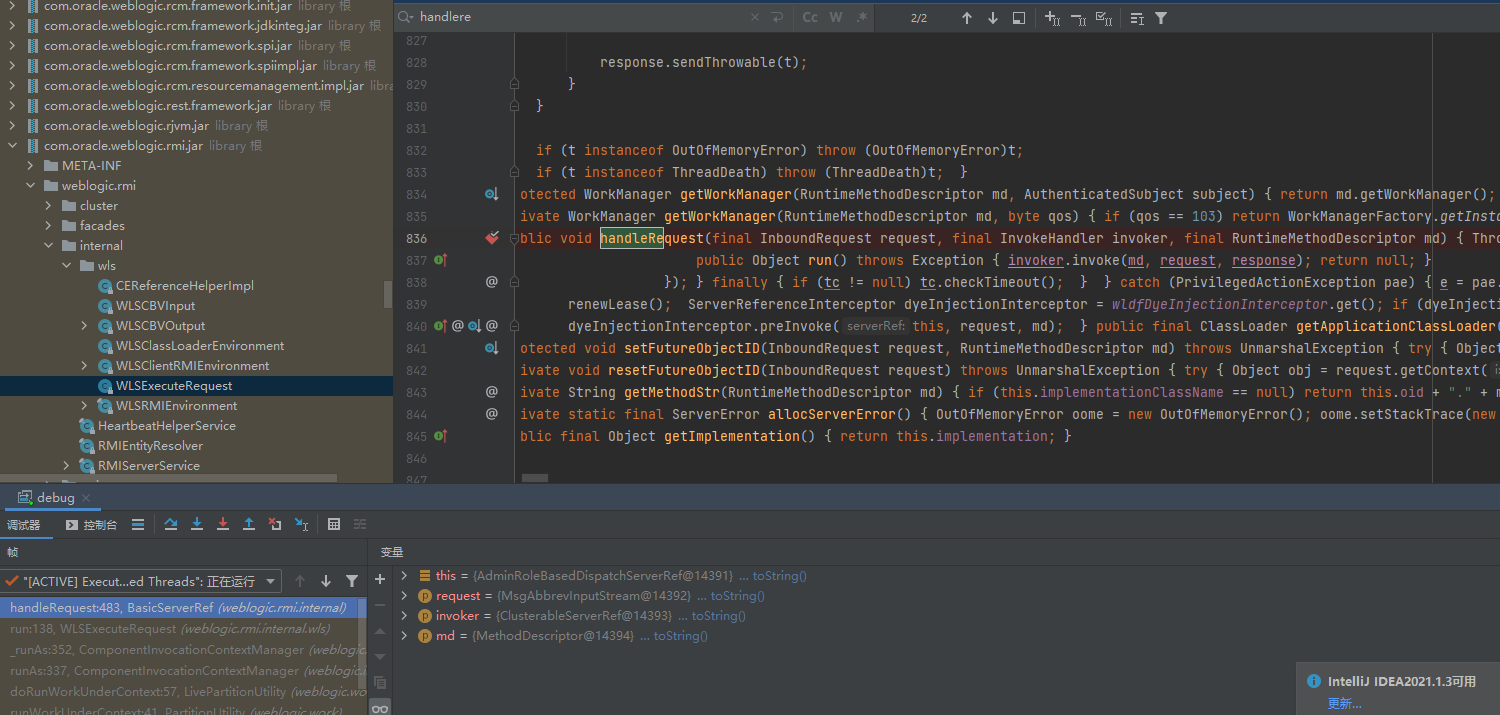 com.oracle.weblogic.rcm.framework.init.jar library 根
com.oracle.weblogic.rcm.framework.jdkinteg.jar library 根
com.oracle.weblogic.rcm.framework.spi.jar library 根
com.oracle.weblogic.rcm.framework.spiimpl.jar library 根
com.oracle.weblogic.rcm.resourcemanagement.impl.jar libra
com.oracle.weblogic.rest.framework.jar library 根
com.oracle.weblogic.rjvm.jar library 根
com.oracle.weblogic.rmi.jar library 根
META-INF
weblogic.rmi
cluster
facades
internal
wls
CEReferenceHelperImpl
WLSCBVInput
WLSCBVOutput
WLSClassLoaderEnvironment
WLSClientRMIEnvironment
WLSExecuteRequest
WLSRMIEnvironment
HeartbeatHelperService
RMIEntityResolver
RMIServerService
handlere
Cc W .* 2/2
827
828 response.sendThrowable(t);
829 }
830 }
831
832 if (t instanceof OutOfMemoryError) throw (OutOfMemoryError)t;
833 if (t instanceof ThreadDeath) throw (ThreadDeath)t; }
834 otected WorkManager getWorkManager(RuntimeMethodDescriptor md, AuthenticatedSubject subject) { return md.getWorkManager();
835 ivate WorkManager getWorkManager(RuntimeMethodDescriptor md, byte qos) { if (qos == 103) return WorkManagerFactory.getInst
836 blic void handleRequest(final InboundRequest request, final InvokeHandler invoker, final RuntimeMethodDescriptor md) { Thr
837 public Object run() throws Exception { invoker.invoke(md, request, response); return null; }
838 @ }); } finally { if (tc != null) tc.checkTimeout(); } } catch (PrivilegedActionException pae) { e = pae.
839 renewLease(); ServerReferenceInterceptor dyeInjectionInterceptor = wldfDyeInjectionInterceptor.get(); if (dyeInjection
840 @ @ dyeInjectionInterceptor.preInvoke( serverRef: this, request, md); } public final ClassLoader getApplicationClassLoader(
841 otected void setFutureObjectID(InboundRequest request, RuntimeMethodDescriptor md) throws UnmarshalException { try { Object
842 ivate void resetFutureObjectID(InboundRequest request) throws UnmarshalException { try { Object obj = request.getContext(
843 @ ivate String getMethodStr(RuntimeMethodDescriptor md) { if (this.implementationClassName == null) return this.oid + "." + m
844 @ ivate static final ServerError allocServerError() { OutOfMemoryError oome = new OutOfMemoryError(); oome.setStackTrace(new
845 blic final Object getImplementation() { return this.implementation; }
846
847
debug
调试器 控制台
帧
"[ACTIVE] Execut...ed Threads": 正在运行
handleRequest:483, BasicServerRef (weblogic.rmi.internal)
run:138, WLSExecuteRequest (weblogic.rmi.internal.wls)
_runAs:352, ComponentInvocationContextManager (weblogic.
runAs:337, ComponentInvocationContextManager (weblogic.i
doRunWorkUnderContext:57, LivePartitionUtility (weblogic.wo
runWorkUnderContext:41, PartitionUtility (weblogic.work)
变量
this = {AdminRoleBasedDispatchServerRef@14391} ... toString()
request = {MsgAbbrevInputStream@14392} ... toString()
invoker = {ClusterableServerRef@14393} ... toString()
md = {MethodDescriptor@14394} ... toString()
IntelliJ IDEA2021.1.3可用
更新...